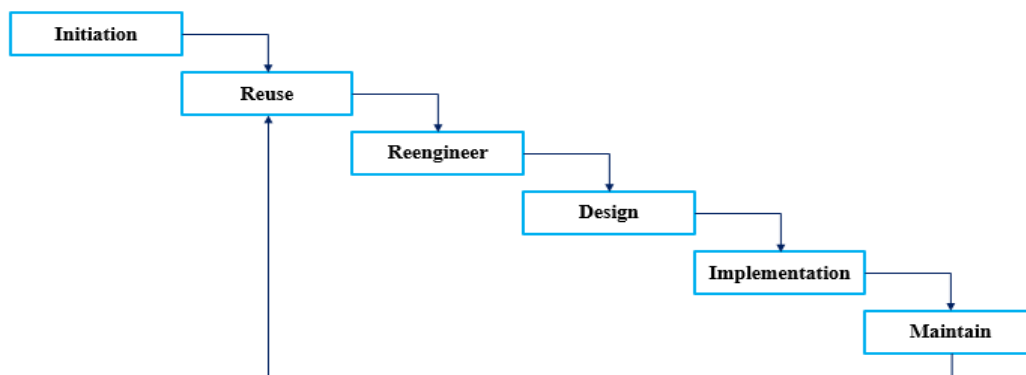 Initiation
Reuse
Reengineer
Design
Implementation
Maintain